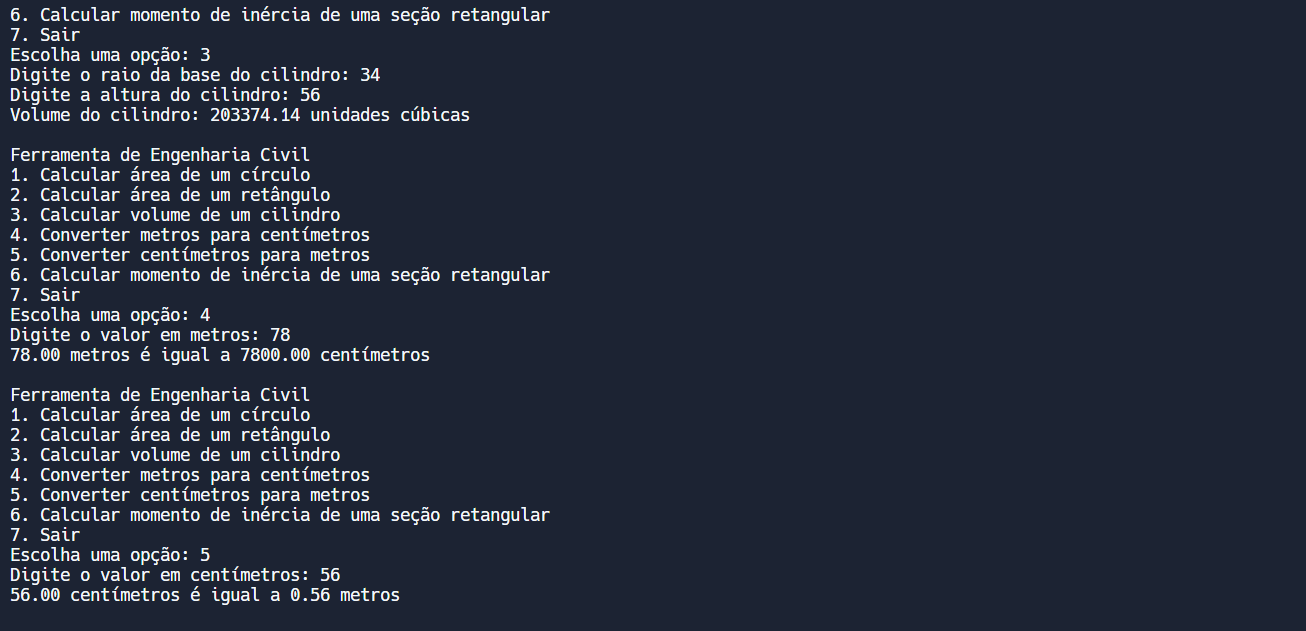 6. Calcular momento de inércia de uma seção retangular
7. Sair
Escolha uma opção: 3
Digite o raio da base do cilindro: 34
Digite a altura do cilindro: 56
Volume do cilindro: 203374.14 unidades cúbicas
Ferramenta de Engenharia Civil
1. Calcular área de um círculo
2. Calcular área de um retângulo
3. Calcular volume de um cilindro
4. Converter metros para centímetros
5. Converter centímetros para metros
6. Calcular momento de inércia de uma seção retangular
7. Sair
Escolha uma opção: 4
Digite o valor em metros: 78
78.00 metros é igual a 7800.00 centímetros
Ferramenta de Engenharia Civil
1. Calcular área de um círculo
2. Calcular área de um retângulo
3. Calcular volume de um cilindro
4. Converter metros para centímetros
5. Converter centímetros para metros
6. Calcular momento de inércia de uma seção retangular
7. Sair
Escolha uma opção: 5
Digite o valor em centímetros: 56
56.00 centímetros é igual a 0.56 metros